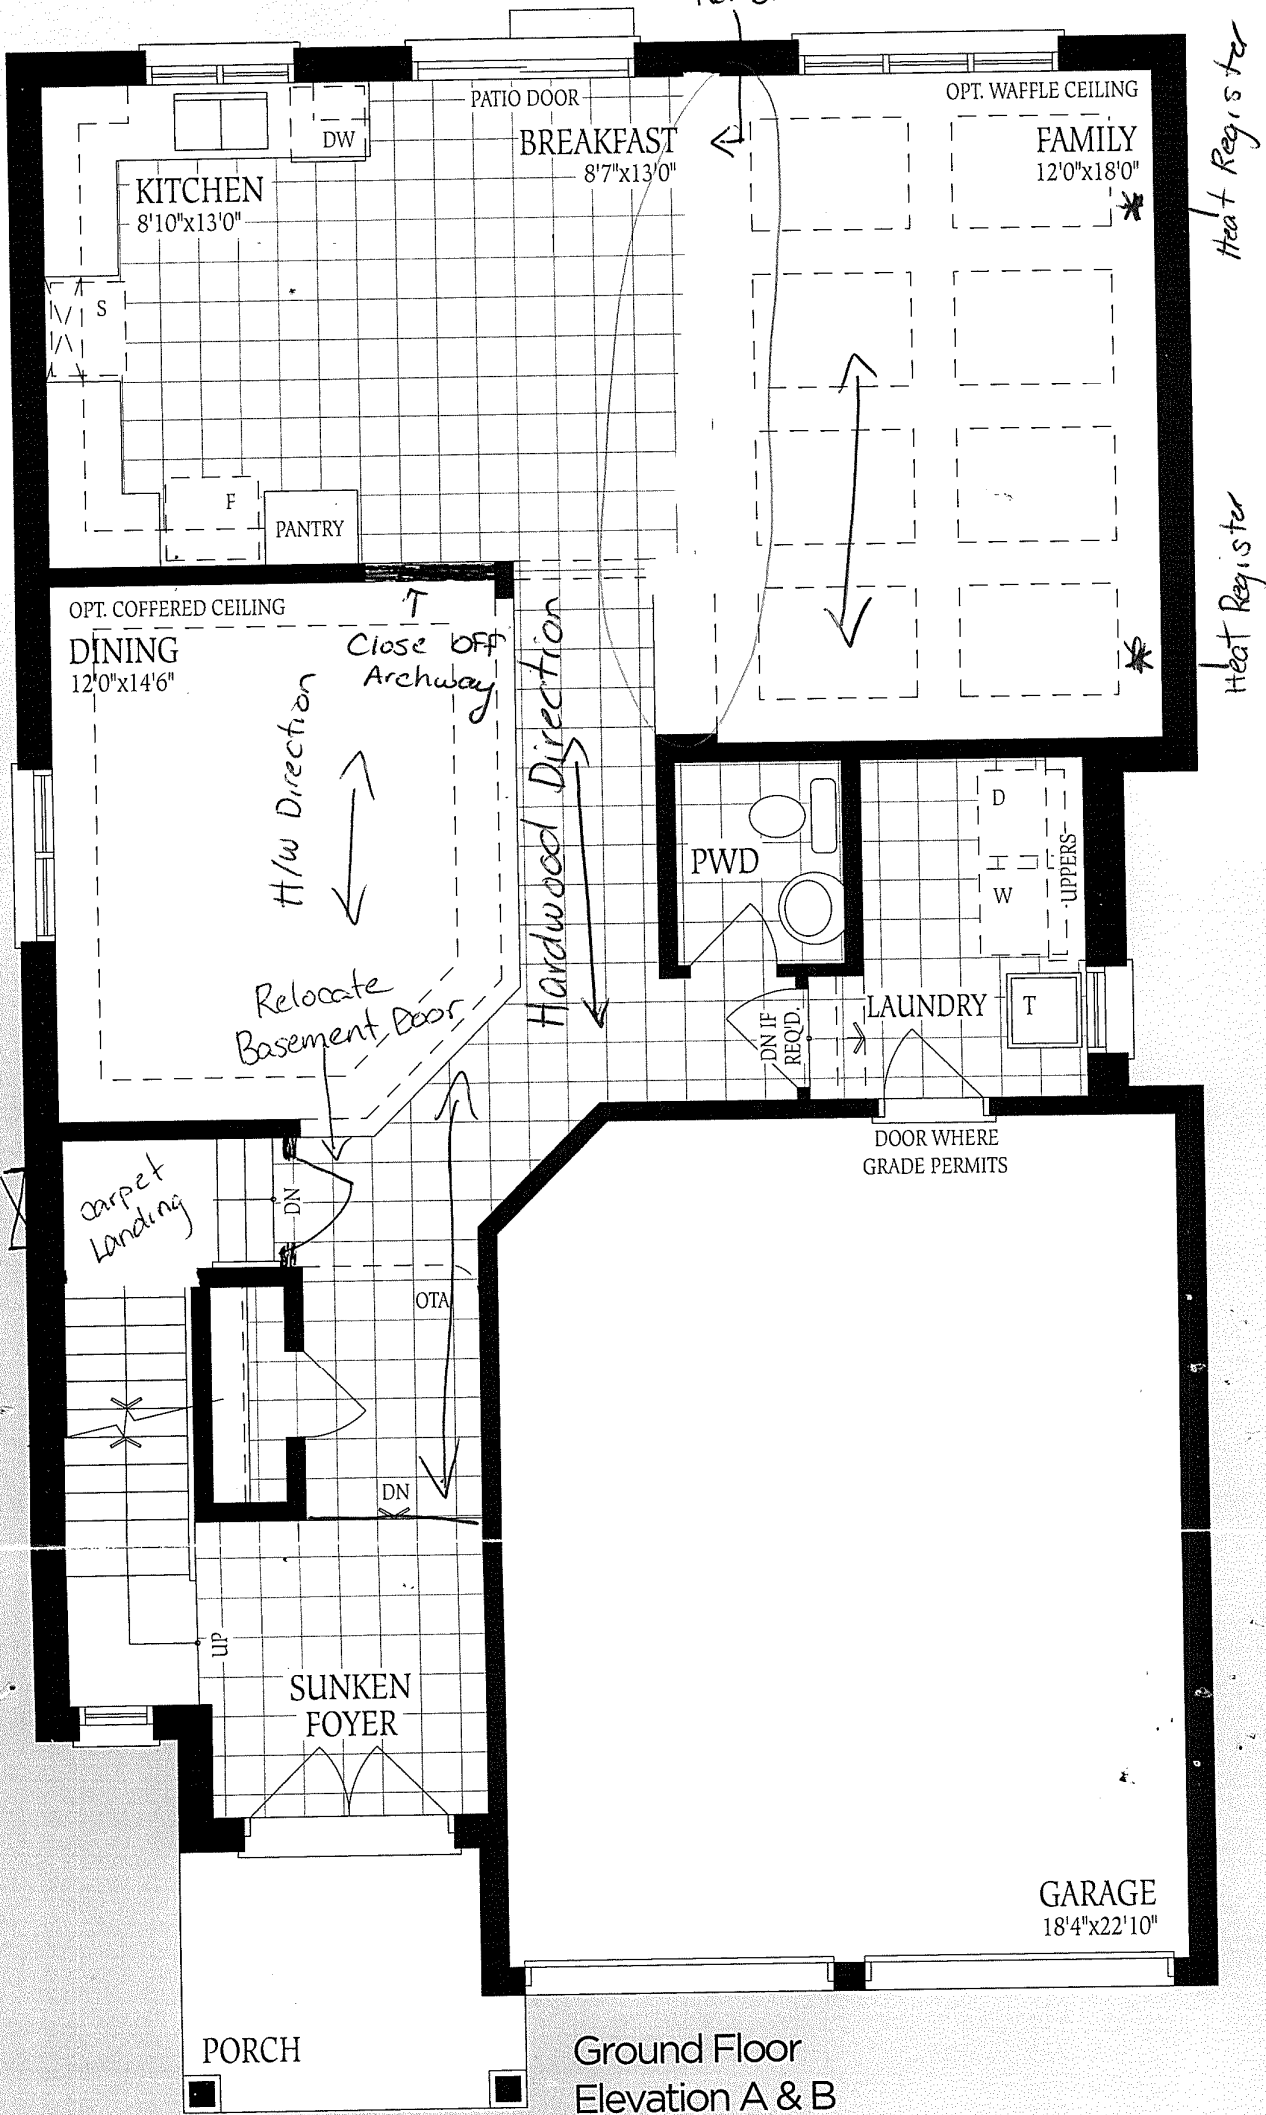 PATIO DOOR
OPT. WAFFLE CEILING
DW
BREAKFAST
8'7"x13'0"
FAMILY
12'0"x18'0"
Heat Register
KITCHEN
8'10"x13'0"
S
F
PANTRY
Heat Register
OPT. COFFERED CEILING
DINING
12'0"x14'6"
Close off
Archway
H/W Direction
Hardwood Direction
PWD
D
W
UPPERS
Relocate
Basement Door
DN IF
REQ'D.
LAUNDRY
T
DOOR WHERE
GRADE PERMITS
carpet
Landing
DN
OTA
DN
UP
SUNKEN
FOYER
GARAGE
18'4"x22'10"
PORCH
Ground Floor
Elevation A & B